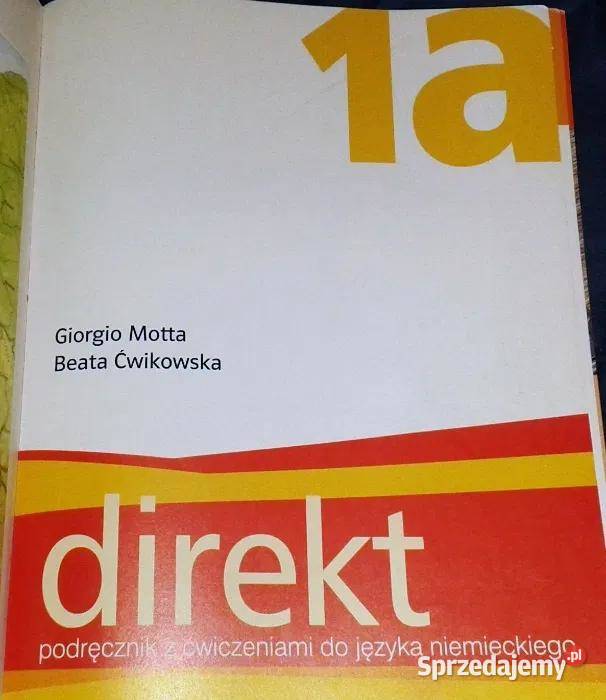 1a
Giorgio Motta
Beata Ćwikowska
direkt
podręcznik z ćwiczeniami do języka niemieckiego
Sprzedajemy.pl